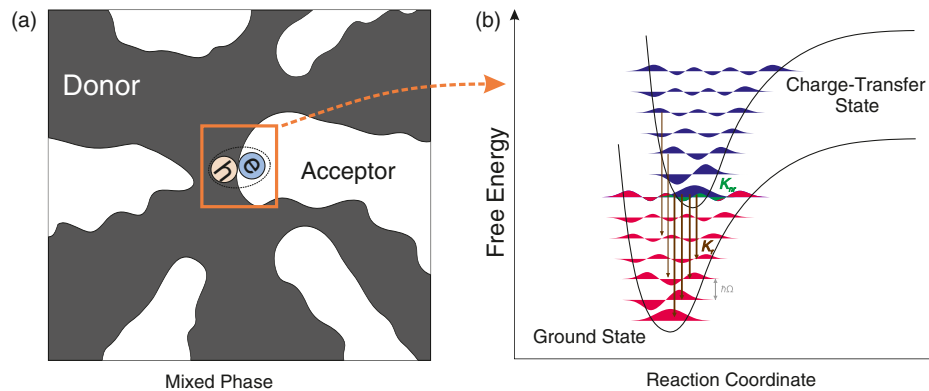 (a)
Donor
h
e
Acceptor
Mixed Phase
(b)
Free Energy
Charge-Transfer
State
K_nr
K_r
ħΩ
Ground State
Reaction Coordinate